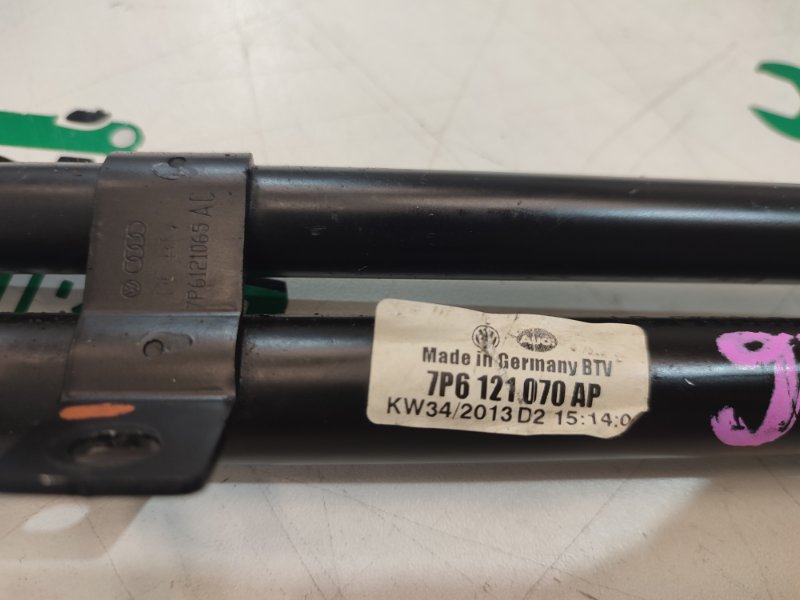 7P6121065 AC
Made in Germany BTV
7P6 121 070 AP
KW34/2013 D2 15:14:0